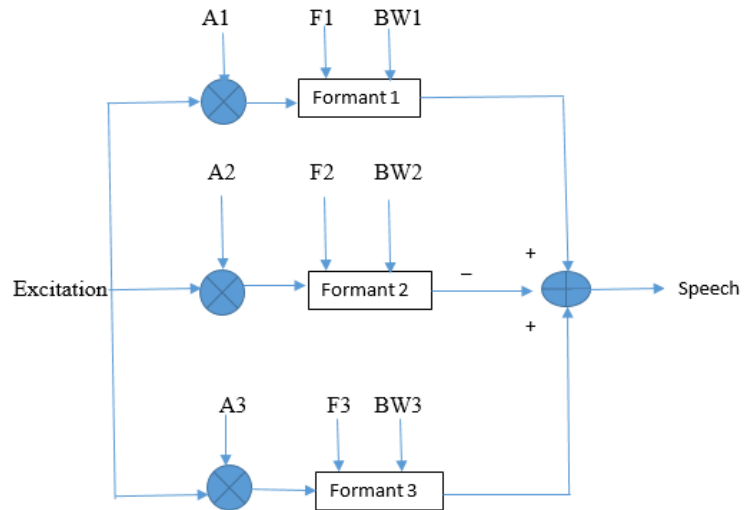 A1 F1 BW1
Formant 1
A2 F2 BW2
+
−
Excitation Formant 2 Speech
+
A3 F3 BW3
Formant 3